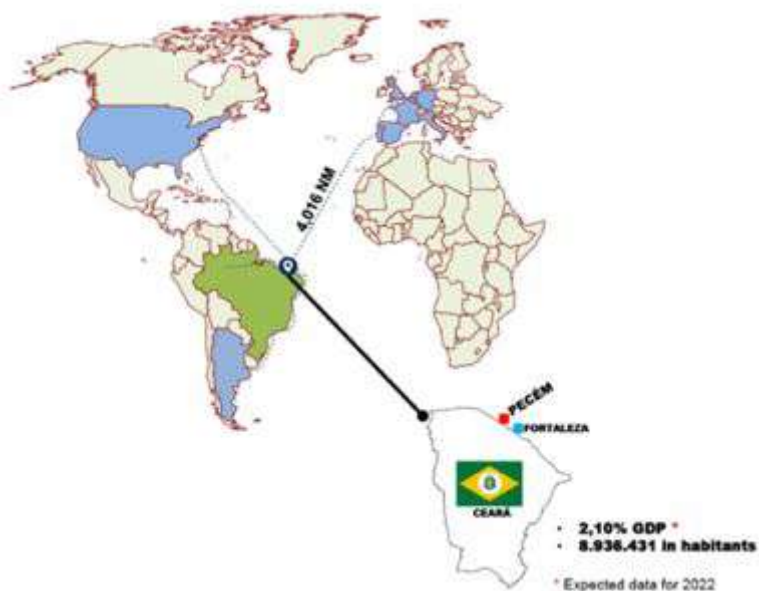 4,016 NM
PECÉM
FORTALEZA
CEARÁ
• 2,10% GDP *
• 8.936.431 in habitants
* Expected data for 2022